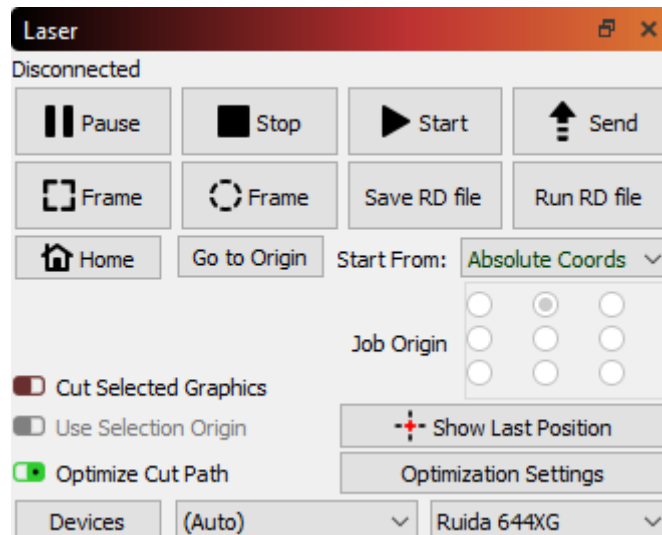 Laser
Disconnected
Pause Stop Start Send
Frame Frame Save RD file Run RD file
Home Go to Origin Start From: Absolute Coords
Job Origin
Cut Selected Graphics
Use Selection Origin Show Last Position
Optimize Cut Path Optimization Settings
Devices (Auto) Ruida 644XG